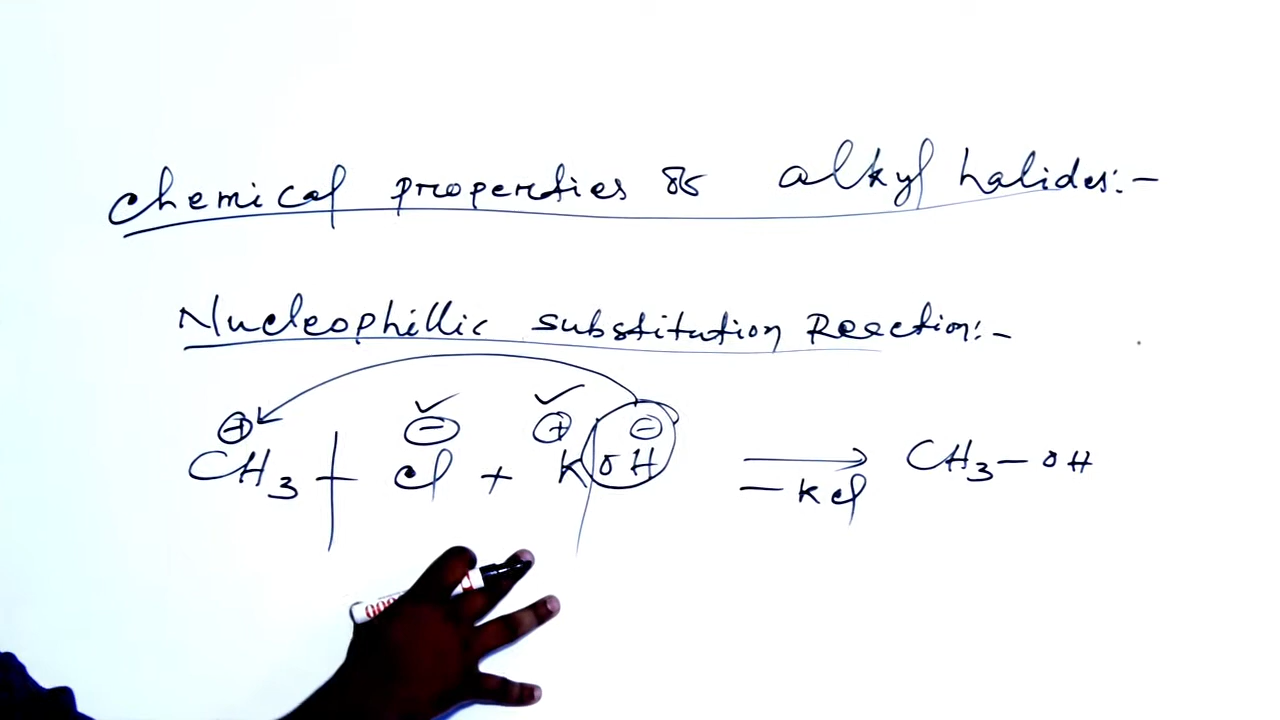 chemical properties of alkyl halides:-
Nucleophillic substitution Reaction:-
⊕ ⊖ ⊕ ⊖
CH3 - Cl + KOH → CH3-OH
- KCl